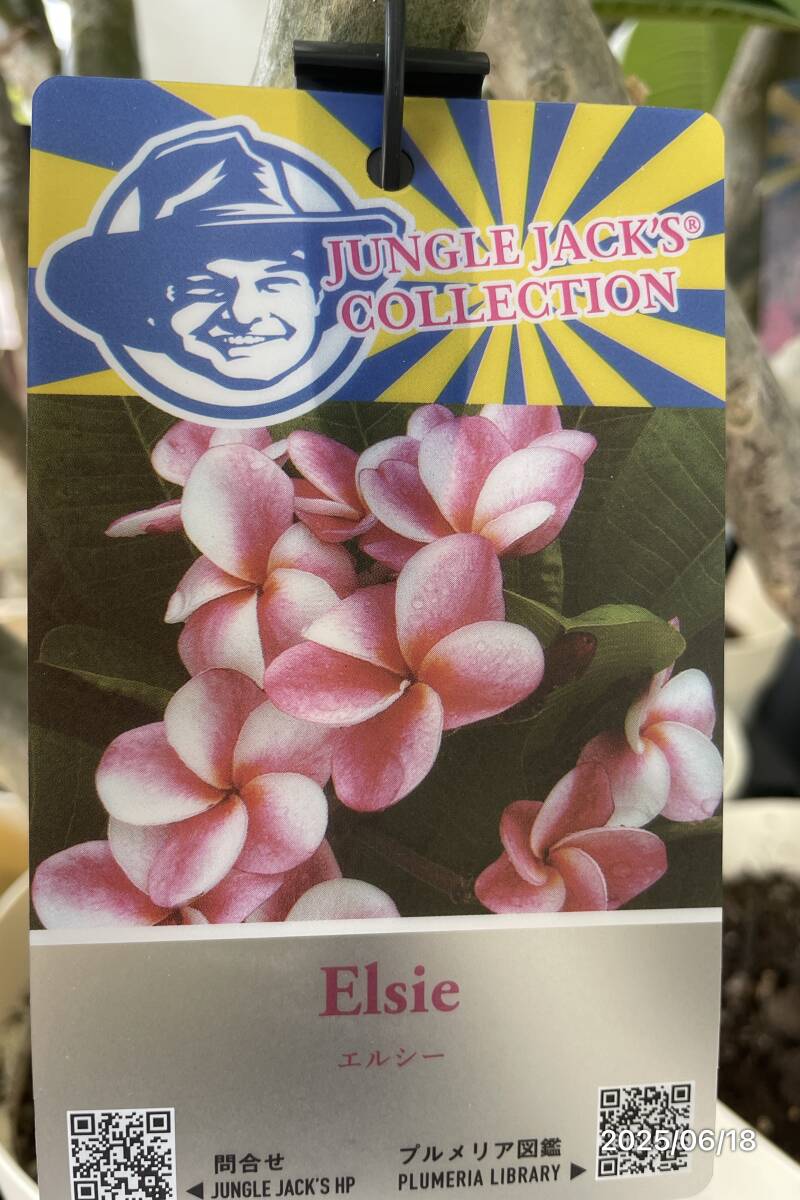 JUNGLE JACK'S®
COLLECTION
Elsie
エルシー
問合せ
◀ JUNGLE JACK'S HP
プルメリア図鑑
PLUMERIA LIBRARY ▶
2025/06/18